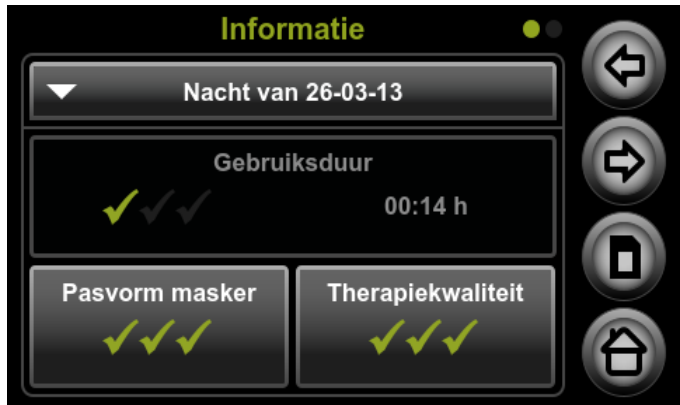 Informatie
Nacht van 26-03-13
Gebruiksduur
00:14 h
Pasvorm masker
Therapiekwaliteit